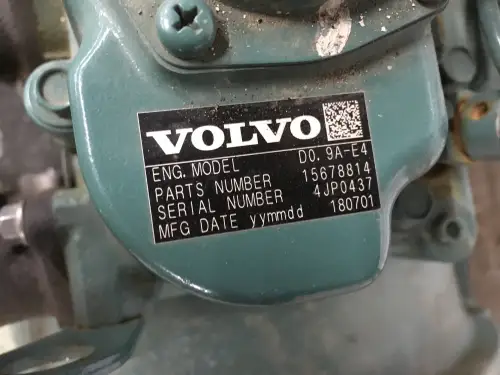 VOLVO
ENG. MODEL D0. 9A-E4
PARTS NUMBER 15678814
SERIAL NUMBER 4JP0437
MFG DATE yymmdd 180701